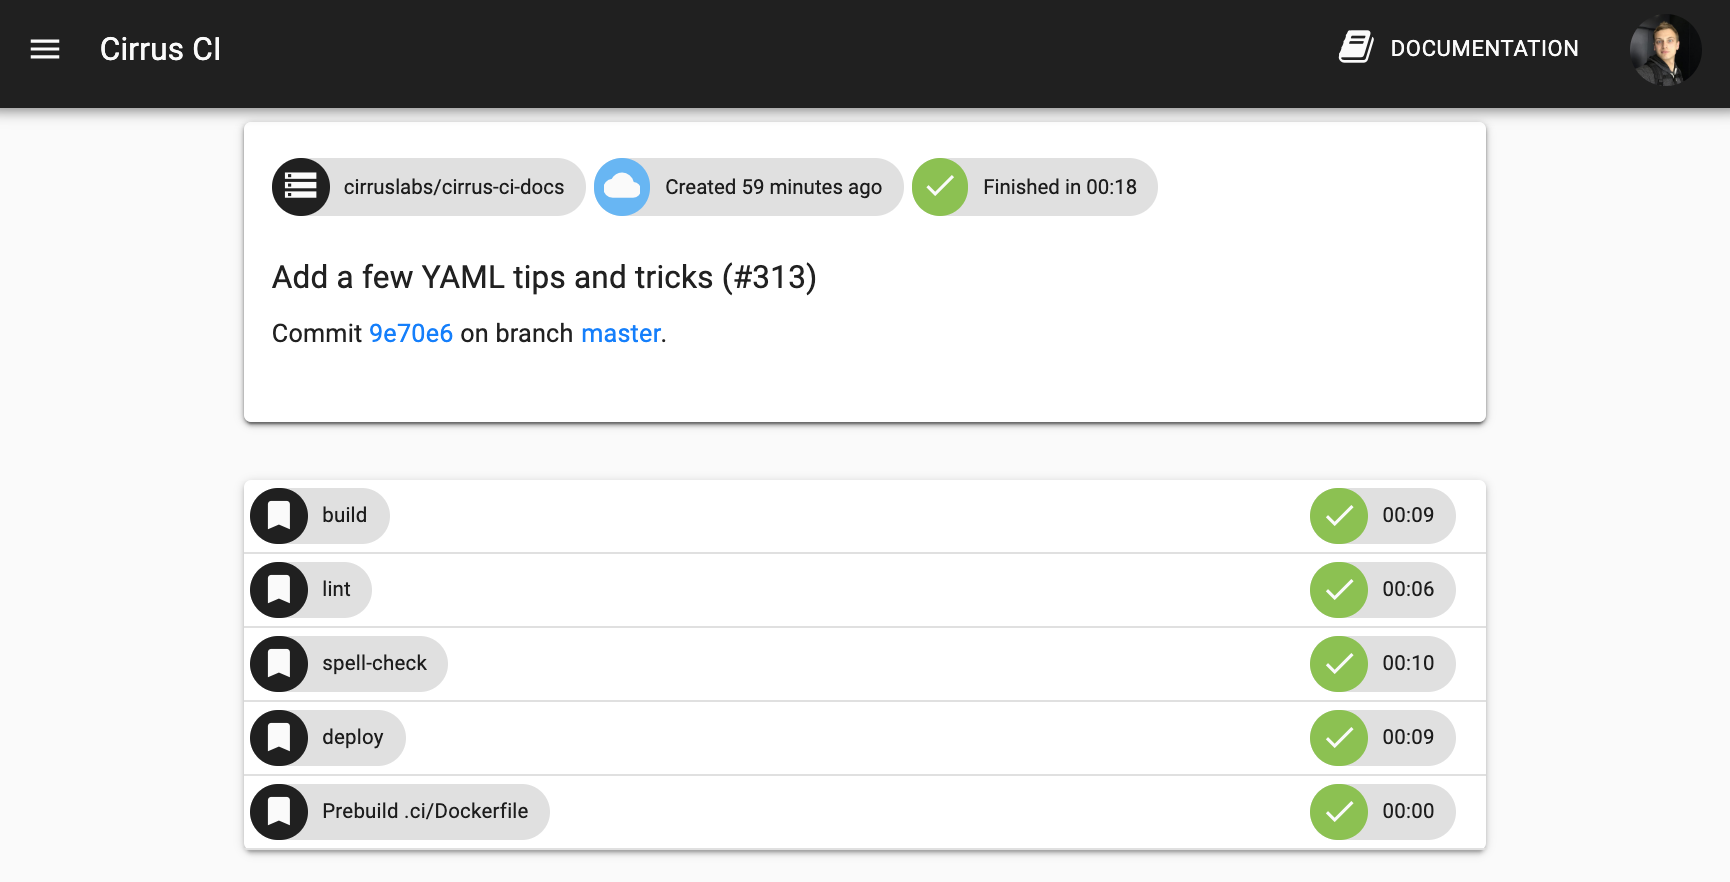 Cirrus CI
DOCUMENTATION
cirruslabs/cirrus-ci-docs
Created 59 minutes ago
Finished in 00:18
Add a few YAML tips and tricks (#313)
Commit 9e70e6 on branch master.
build
00:09
lint
00:06
spell-check
00:10
deploy
00:09
Prebuild .ci/Dockerfile
00:00